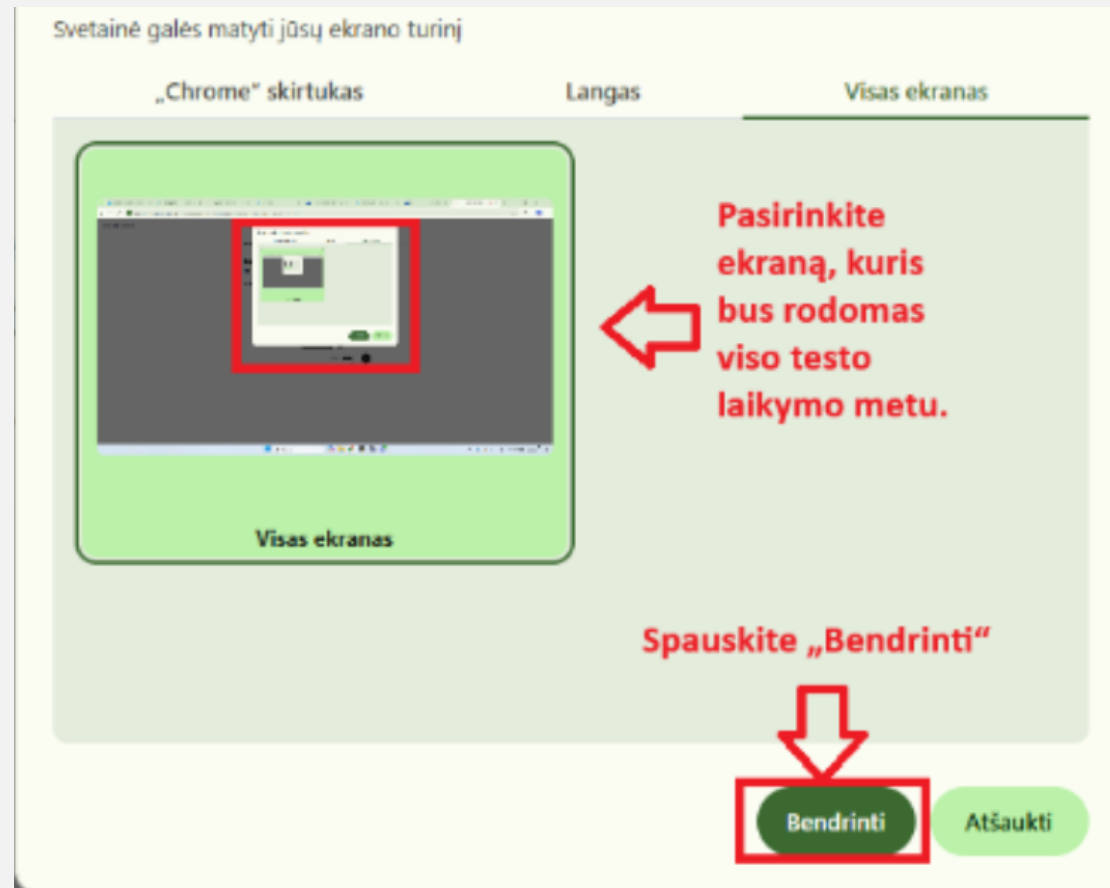 Svetainė galės matyti jūsų ekrano turinį
„Chrome“ skirtukas Langas Visas ekranas
Pasirinkite
ekraną, kuris
bus rodomas
viso testo
laikymo metu.
Visas ekranas
Spauskite „Bendrinti“
Bendrinti Atšaukti